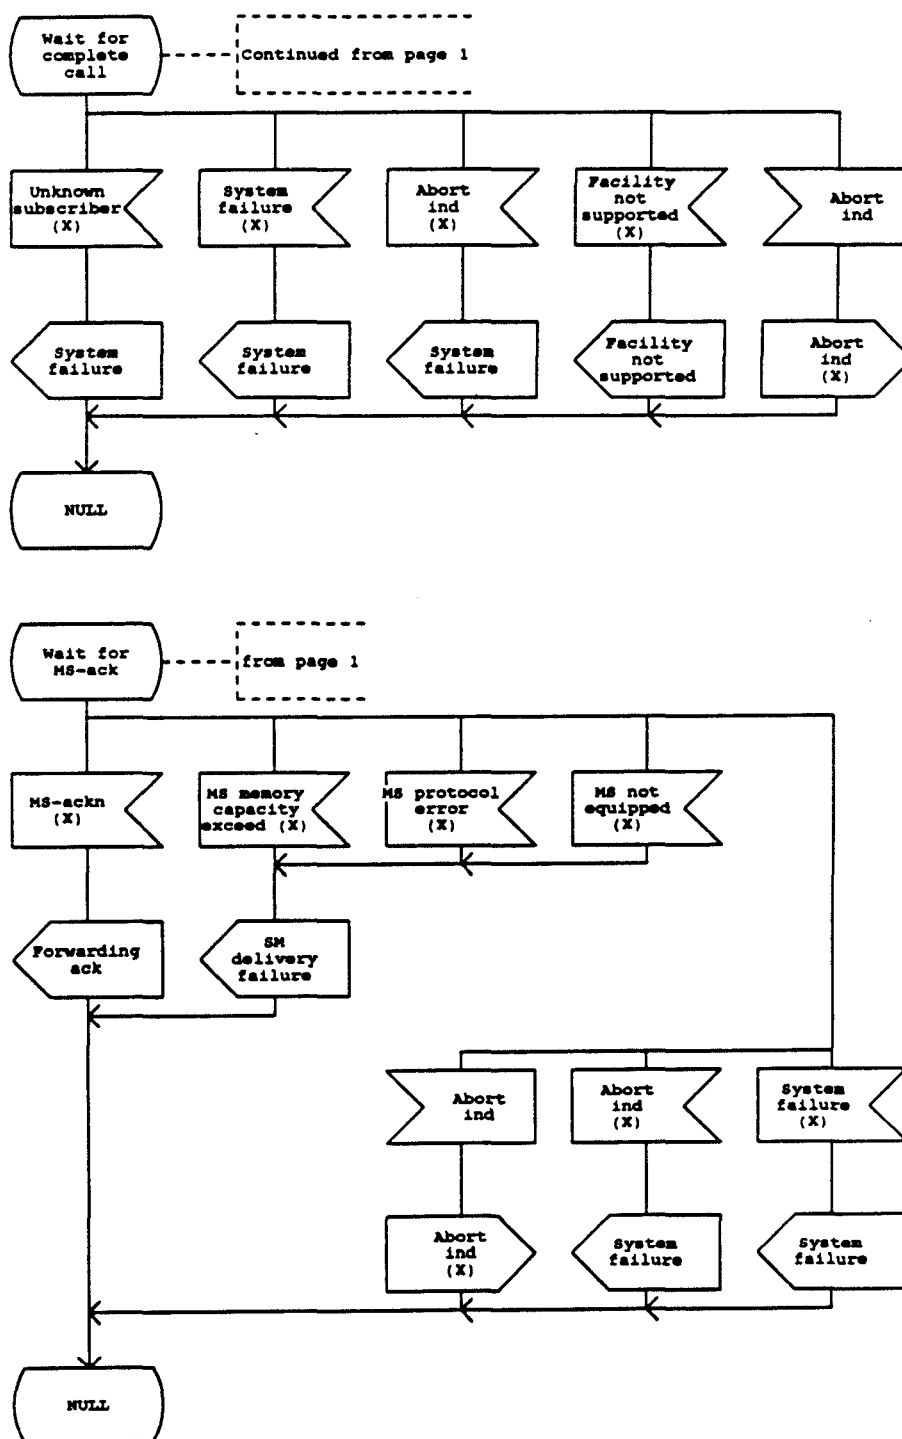 Wait for
complete
call
Continued from page 1
Unknown
subscriber
(X)
System
failure
(X)
Abort
ind
(X)
Facility
not
supported
(X)
Abort
ind
System
failure
System
failure
System
failure
Facility
not
supported
Abort
ind
(X)
NULL
Wait for
MS-ack
from page 1
MS-ackn
(X)
MS memory
capacity
exceed (X)
MS protocol
error
(X)
MS not
equipped
(X)
Forwarding
ack
SM
delivery
failure
Abort
ind
Abort
ind
(X)
System
failure
(X)
Abort
ind
(X)
System
failure
System
failure
NULL